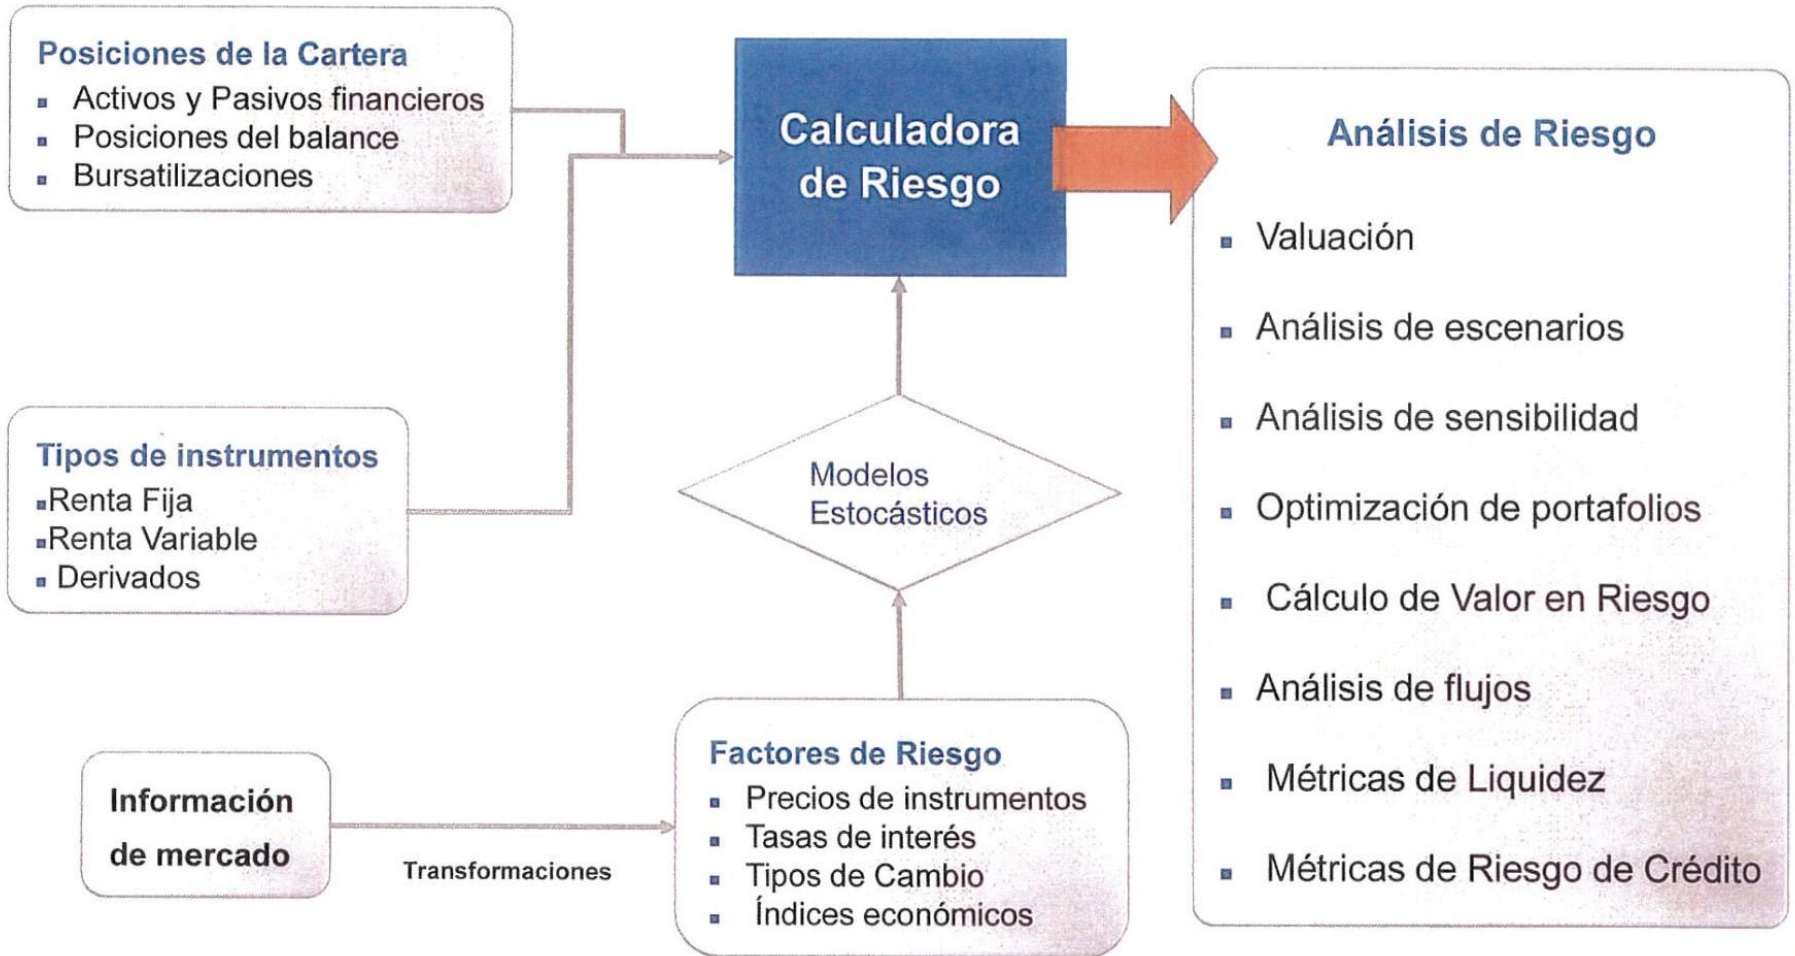 Posiciones de la Cartera
▪ Activos y Pasivos financieros
▪ Posiciones del balance
▪ Bursatilizaciones
Calculadora
de Riesgo
Tipos de instrumentos
▪Renta Fija
▪Renta Variable
▪ Derivados
Modelos
Estocásticos
Información
de mercado
Transformaciones
Factores de Riesgo
▪ Precios de instrumentos
▪ Tasas de interés
▪ Tipos de Cambio
▪ Índices económicos
Análisis de Riesgo
▪ Valuación
▪ Análisis de escenarios
▪ Análisis de sensibilidad
▪ Optimización de portafolios
▪ Cálculo de Valor en Riesgo
▪ Análisis de flujos
▪ Métricas de Liquidez
▪ Métricas de Riesgo de Crédito